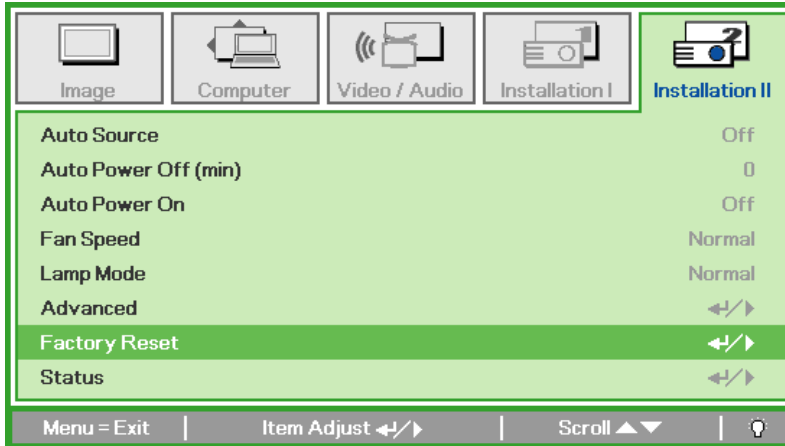 Image
Computer
Video / Audio
Installation I
2
Installation II
Auto Source Off
Auto Power Off (min) 0
Auto Power On Off
Fan Speed Normal
Lamp Mode Normal
Advanced ↵/▶
Factory Reset ↵/▶
Status ↵/▶
Menu = Exit | Item Adjust ↵/▶ | Scroll ▲▼ |